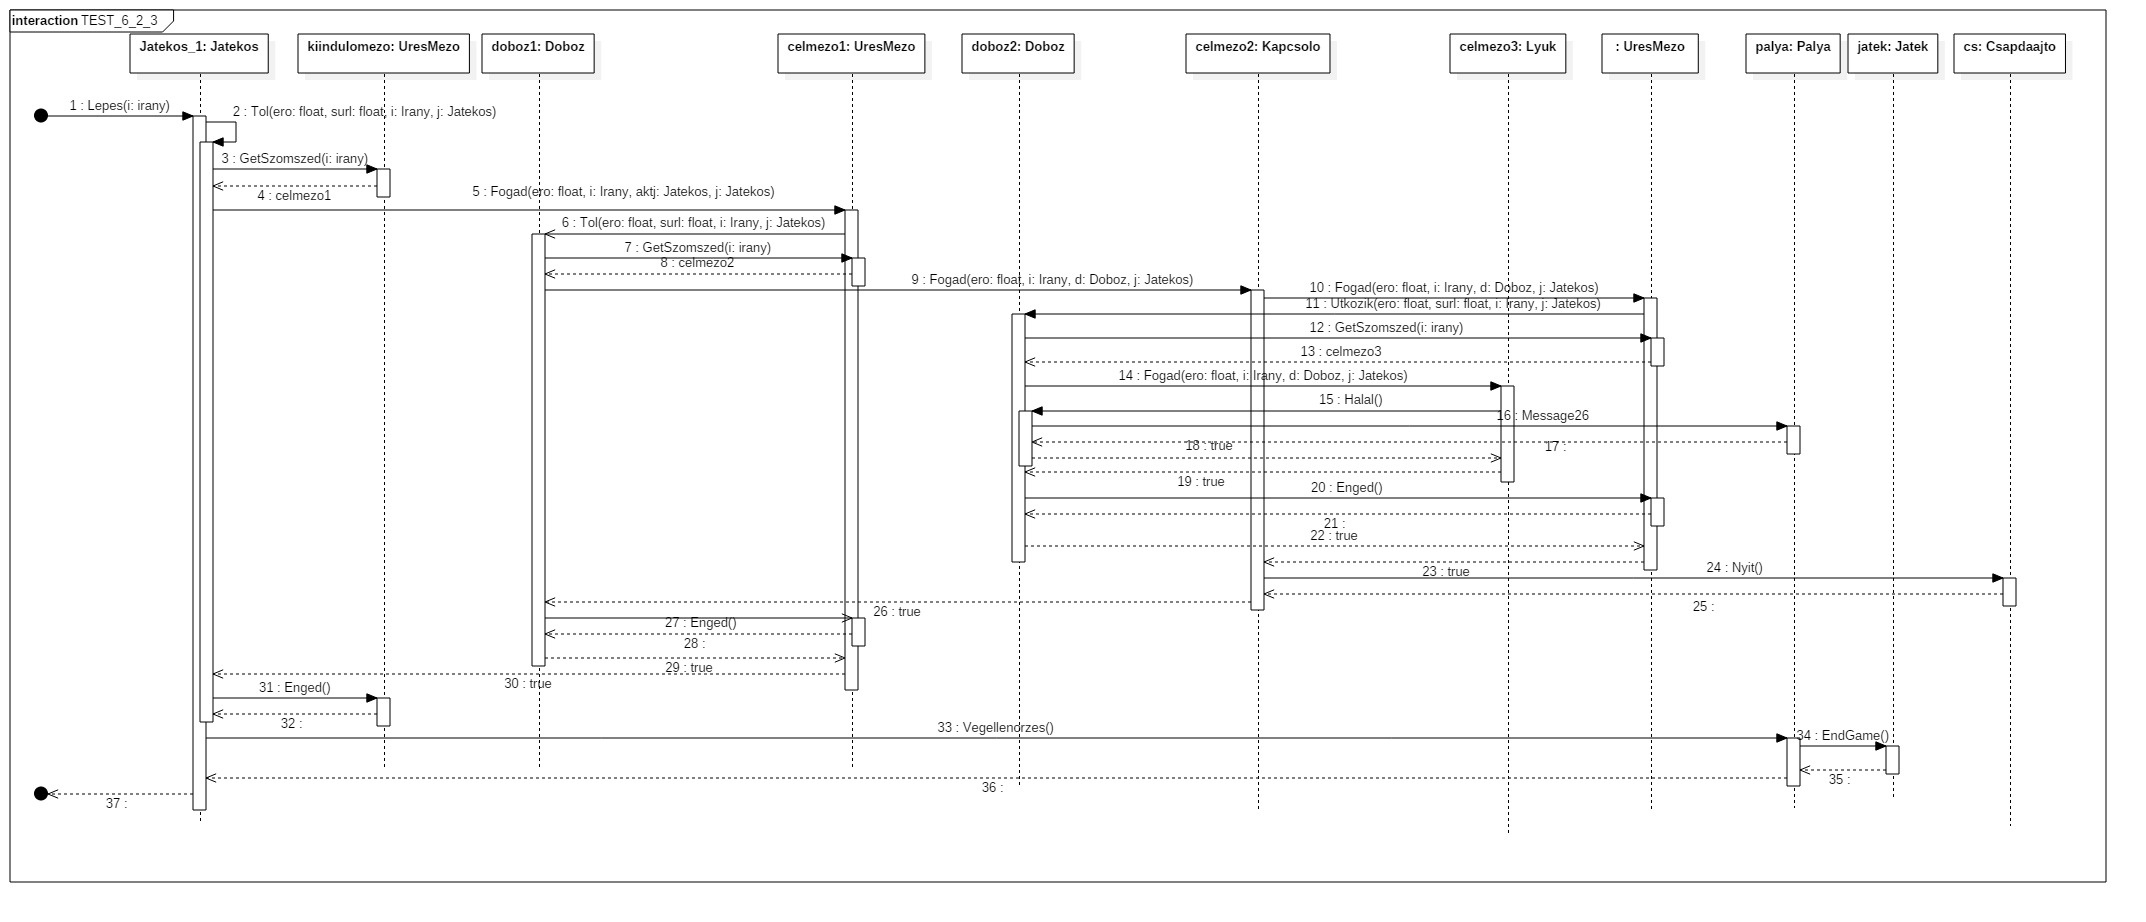 interaction TEST_6_2_3
Jatekos_1: Jatekos
kiindulomezo: UresMezo
doboz1: Doboz
celmezo1: UresMezo
doboz2: Doboz
celmezo2: Kapcsolo
celmezo3: Lyuk
: UresMezo
palya: Palya
jatek: Jatek
cs: Csapdaajto
1 : Lepes(i: irany)
2 : Tol(ero: float, surl: float, i: Irany, j: Jatekos)
3 : GetSzomszed(i: irany)
4 : celmezo1
5 : Fogad(ero: float, i: Irany, aktj: Jatekos, j: Jatekos)
6 : Tol(ero: float, surl: float, i: Irany, j: Jatekos)
7 : GetSzomszed(i: irany)
8 : celmezo2
9 : Fogad(ero: float, i: Irany, d: Doboz, j: Jatekos)
10 : Fogad(ero: float, i: Irany, d: Doboz, j: Jatekos)
11 : Utkozik(ero: float, surl: float, i: Irany, j: Jatekos)
12 : GetSzomszed(i: irany)
13 : celmezo3
14 : Fogad(ero: float, i: Irany, d: Doboz, j: Jatekos)
15 : Halal()
16 : Message26
17 :
18 : true
19 : true
20 : Enged()
21 :
22 : true
23 : true
24 : Nyit()
25 :
26 : true
27 : Enged()
28 :
29 : true
30 : true
31 : Enged()
32 :
33 : Vegellenorzes()
34 : EndGame()
35 :
36 :
37 :